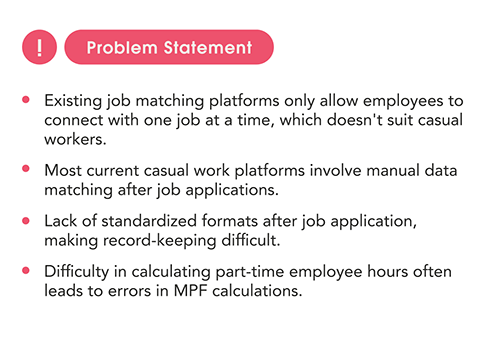 !
Problem Statement
Existing job matching platforms only allow employees to
connect with one job at a time, which doesn't suit casual
workers.
Most current casual work platforms involve manual data
matching after job applications.
Lack of standardized formats after job application,
making record-keeping difficult.
Difficulty in calculating part-time employee hours often
leads to errors in MPF calculations.